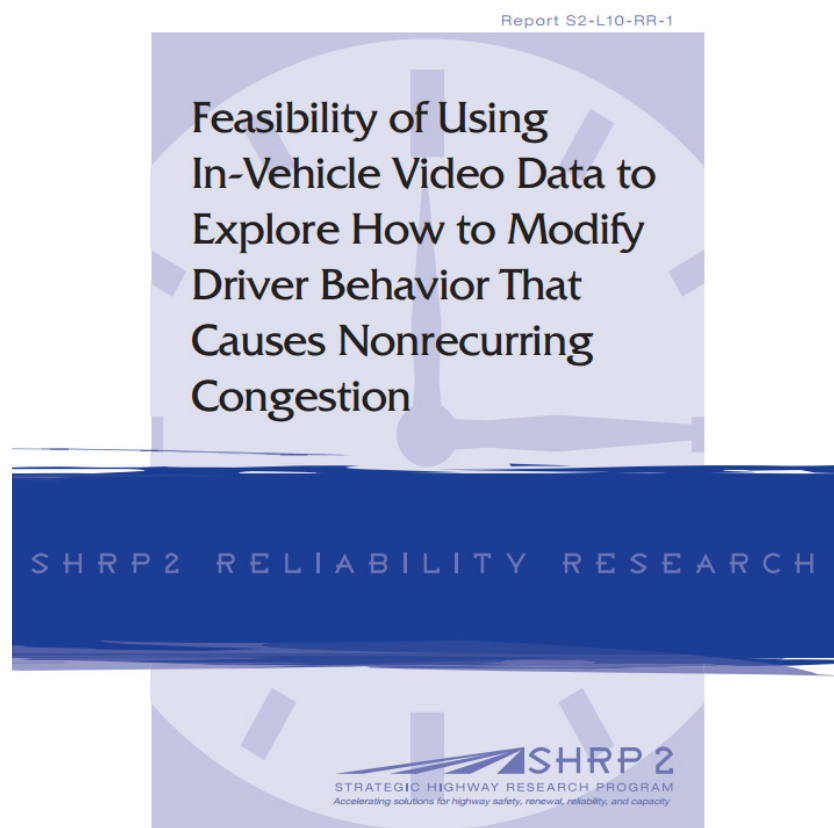 Report S2-L10-RR-1
Feasibility of Using
In-Vehicle Video Data to
Explore How to Modify
Driver Behavior That
Causes Nonrecurring
Congestion
SHRP2 RELIABILITY RESEARCH
SHRP 2
STRATEGIC HIGHWAY RESEARCH PROGRAM
Accelerating solutions for highway safety, renewal, reliability, and capacity